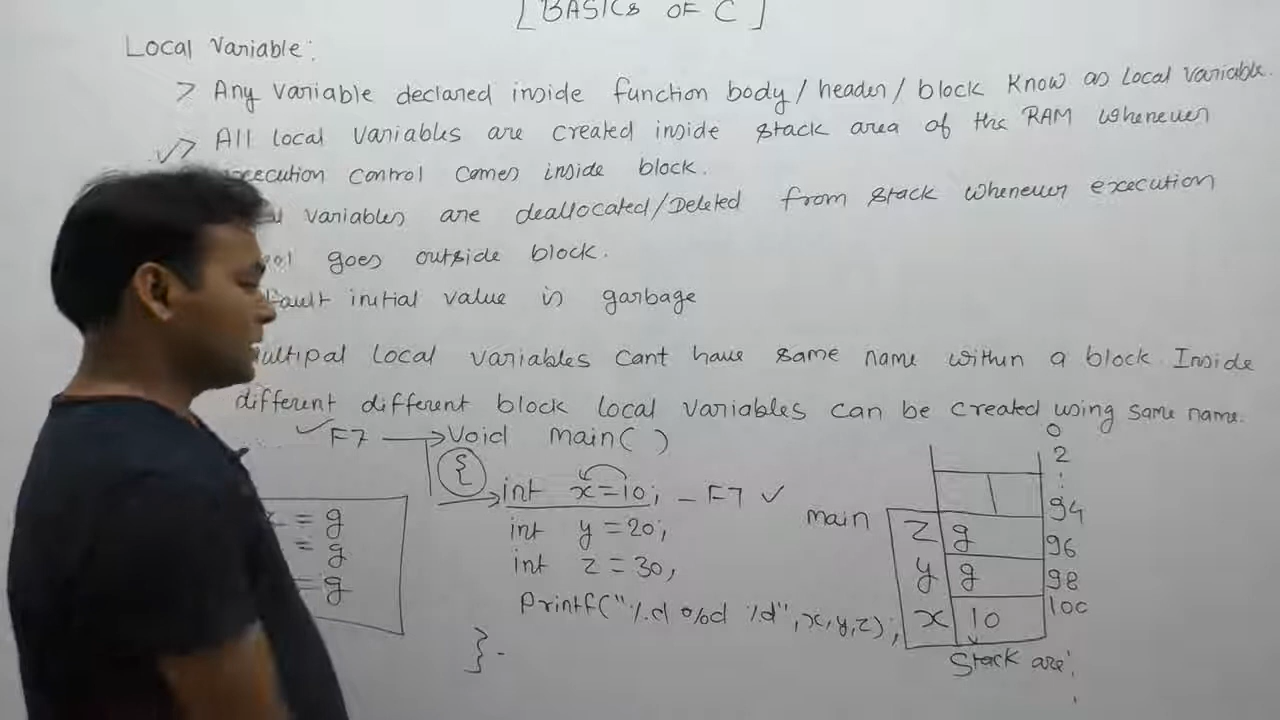 [ BASICS OF C ]
Local Variable:
> Any Variable declared inside function body / header / block Know as Local variable.
✓> All local variables are created inside stack area of the RAM whenever
execution control comes inside block.
variables are deallocated/Deleted from stack whenever execution
goes outside block.
initial value is garbage
Multipal Local variables cant have same name within a block. Inside
different different block local variables can be created using same name.
✓ F7 → Void main( )
{
int x=10; - F7 ✓
int y=20;
int z=30,
Printf("%d %d %d",x,y,z);
}
= g
= g
= g
main
z g
y g
x 10
0
2
:
94
96
98
100
Stack are